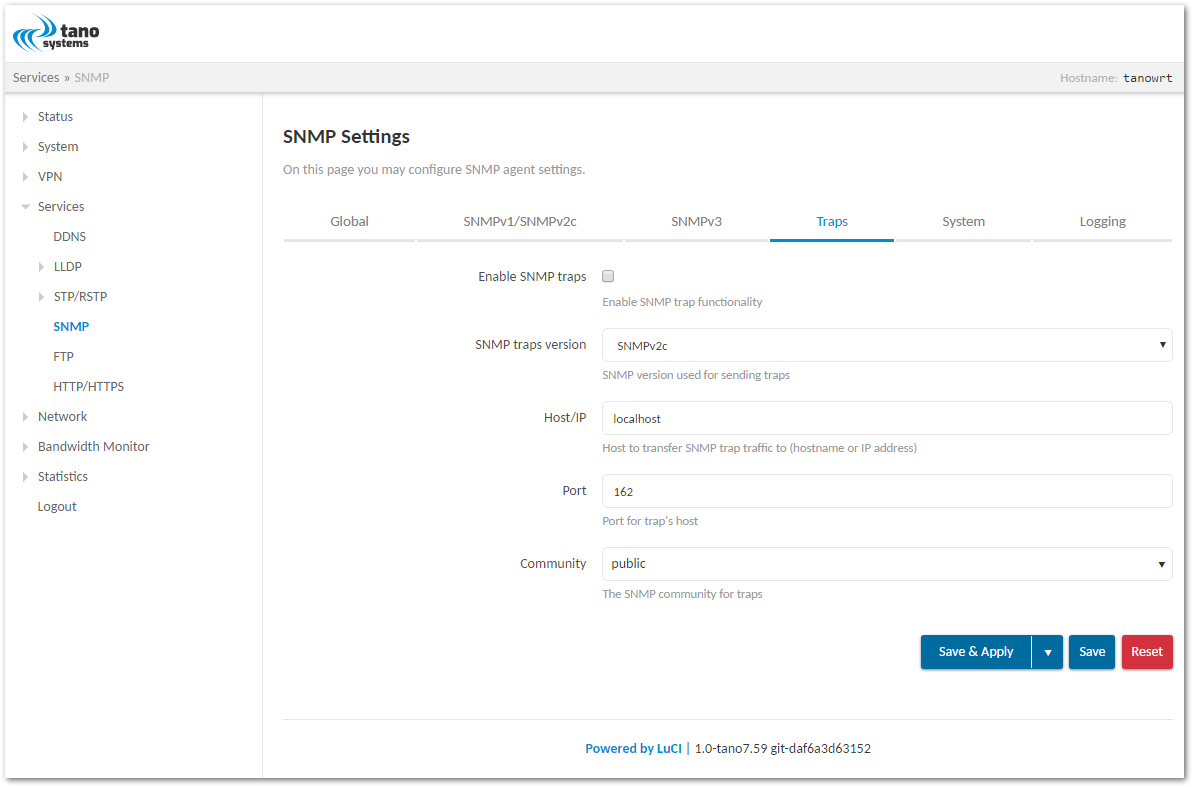 tano
systems
Services » SNMP
Hostname: tanowrt
Status
System
VPN
Services
DDNS
LLDP
STP/RSTP
SNMP
FTP
HTTP/HTTPS
Network
Bandwidth Monitor
Statistics
Logout
SNMP Settings
On this page you may configure SNMP agent settings.
Global SNMPv1/SNMPv2c SNMPv3 Traps System Logging
Enable SNMP traps
Enable SNMP trap functionality
SNMP traps version SNMPv2c
SNMP version used for sending traps
Host/IP localhost
Host to transfer SNMP trap traffic to (hostname or IP address)
Port 162
Port for trap's host
Community public
The SNMP community for traps
Save & Apply Save Reset
Powered by LuCI | 1.0-tano7.59 git-daf6a3d63152